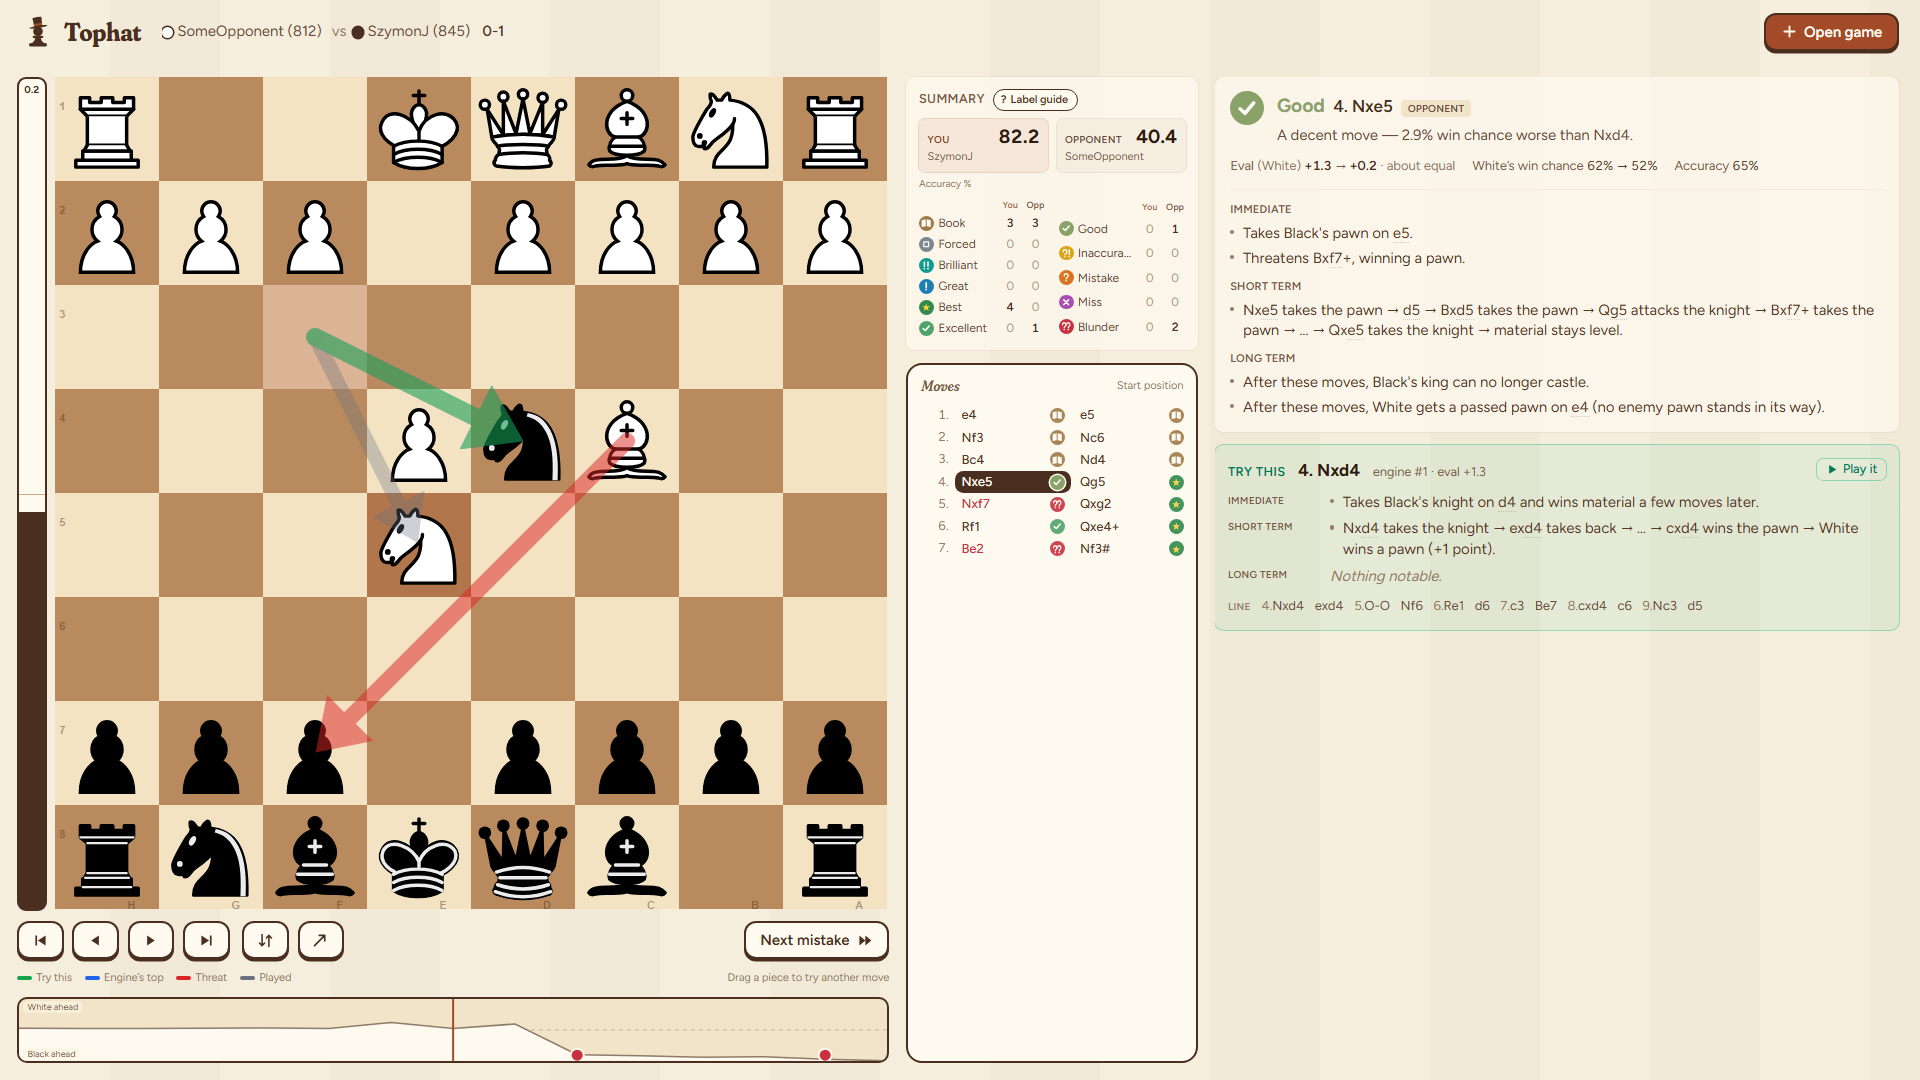 Tophat
SomeOpponent (812) vs SzymonJ (845) 0-1
+ Open game
0.2
1
2
3
4
5
6
7
8
H G F E D C B A
Next mistake
Try this Engine's top Threat Played
Drag a piece to try another move
White ahead
Black ahead
SUMMARY ? Label guide
YOU 82.2
SzymonJ
OPPONENT 40.4
SomeOpponent
Accuracy %
You Opp
Book 3 3
Forced 0 0
Brilliant 0 0
Great 0 0
Best 4 0
Excellent 0 1
You Opp
Good 0 1
Inaccura... 0 0
Mistake 0 0
Miss 0 0
Blunder 0 2
Moves Start position
1. e4 e5
2. Nf3 Nc6
3. Bc4 Nd4
4. Nxe5 Qg5
5. Nxf7 Qxg2
6. Rf1 Qxe4+
7. Be2 Nf3#
Good 4. Nxe5 OPPONENT
A decent move — 2.9% win chance worse than Nxd4.
Eval (White) +1.3 → +0.2 · about equal White's win chance 62% → 52% Accuracy 65%
IMMEDIATE
• Takes Black's pawn on e5.
• Threatens Bxf7+, winning a pawn.
SHORT TERM
• Nxe5 takes the pawn → d5 → Bxd5 takes the pawn → Qg5 attacks the knight → Bxf7+ takes the
pawn → ... → Qxe5 takes the knight → material stays level.
LONG TERM
• After these moves, Black's king can no longer castle.
• After these moves, White gets a passed pawn on e4 (no enemy pawn stands in its way).
TRY THIS 4. Nxd4 engine #1 · eval +1.3 Play it
IMMEDIATE • Takes Black's knight on d4 and wins material a few moves later.
SHORT TERM • Nxd4 takes the knight → exd4 takes back → ... → cxd4 wins the pawn → White
wins a pawn (+1 point).
LONG TERM Nothing notable.
LINE 4.Nxd4 exd4 5.O-O Nf6 6.Re1 d6 7.c3 Be7 8.cxd4 c6 9.Nc3 d5